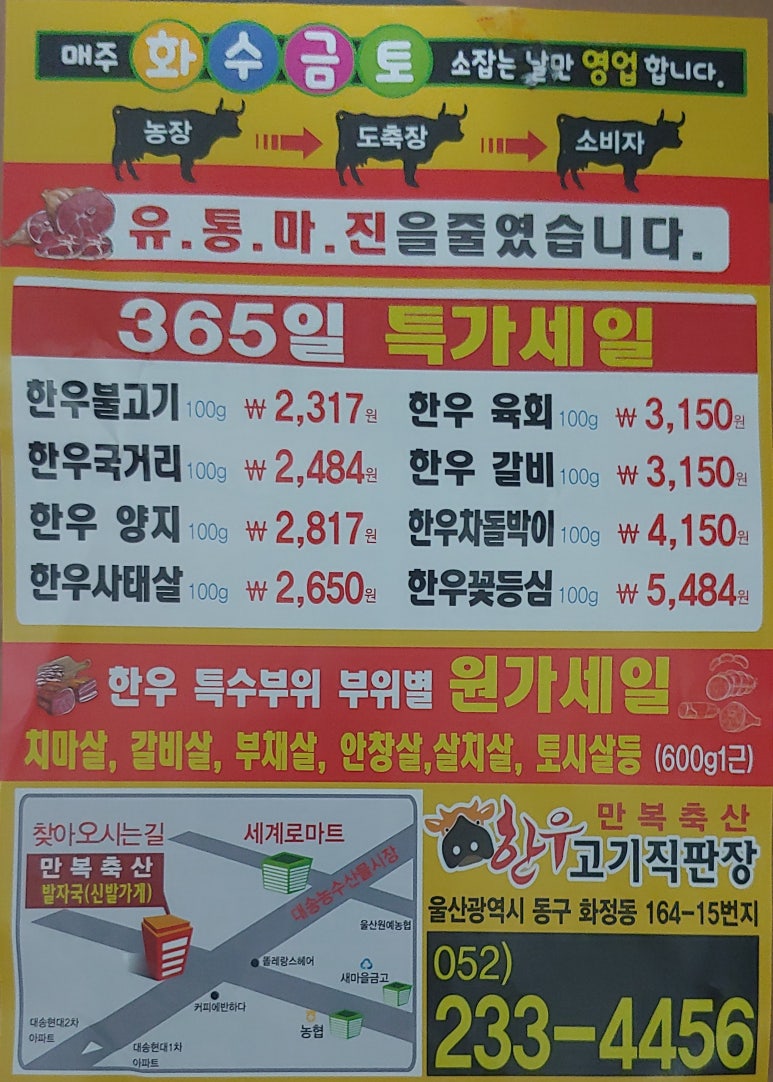 매주 화 수 금 토 소잡는 날만 영업 합니다.
농장 도축장 소비자
유.통.마.진을줄였습니다.
365일 특가세일
한우불고기 100g ₩ 2,317원
한우 육회 100g ₩ 3,150원
한우국거리 100g ₩ 2,484원
한우 갈비 100g ₩ 3,150원
한우 양지 100g ₩ 2,817원
한우차돌박이 100g ₩ 4,150원
한우사태살 100g ₩ 2,650원
한우꽃등심 100g ₩ 5,484원
한우 특수부위 부위별 원가세일
치마살, 갈비살, 부채살, 안창살,살치살, 토시살등 (600g1근)
찾아오시는길
만 복 축 산
발자국(신발가게)
세계로마트
대송농수산물시장
울산원예농협
뜰레랑스헤어
새마을금고
커피에반하다
농협
대송현대2차
아파트
대송현대1차
아파트
만 복 축 산
한우고기직판장
울산광역시 동구 화정동 164-15번지
052)
233-4456